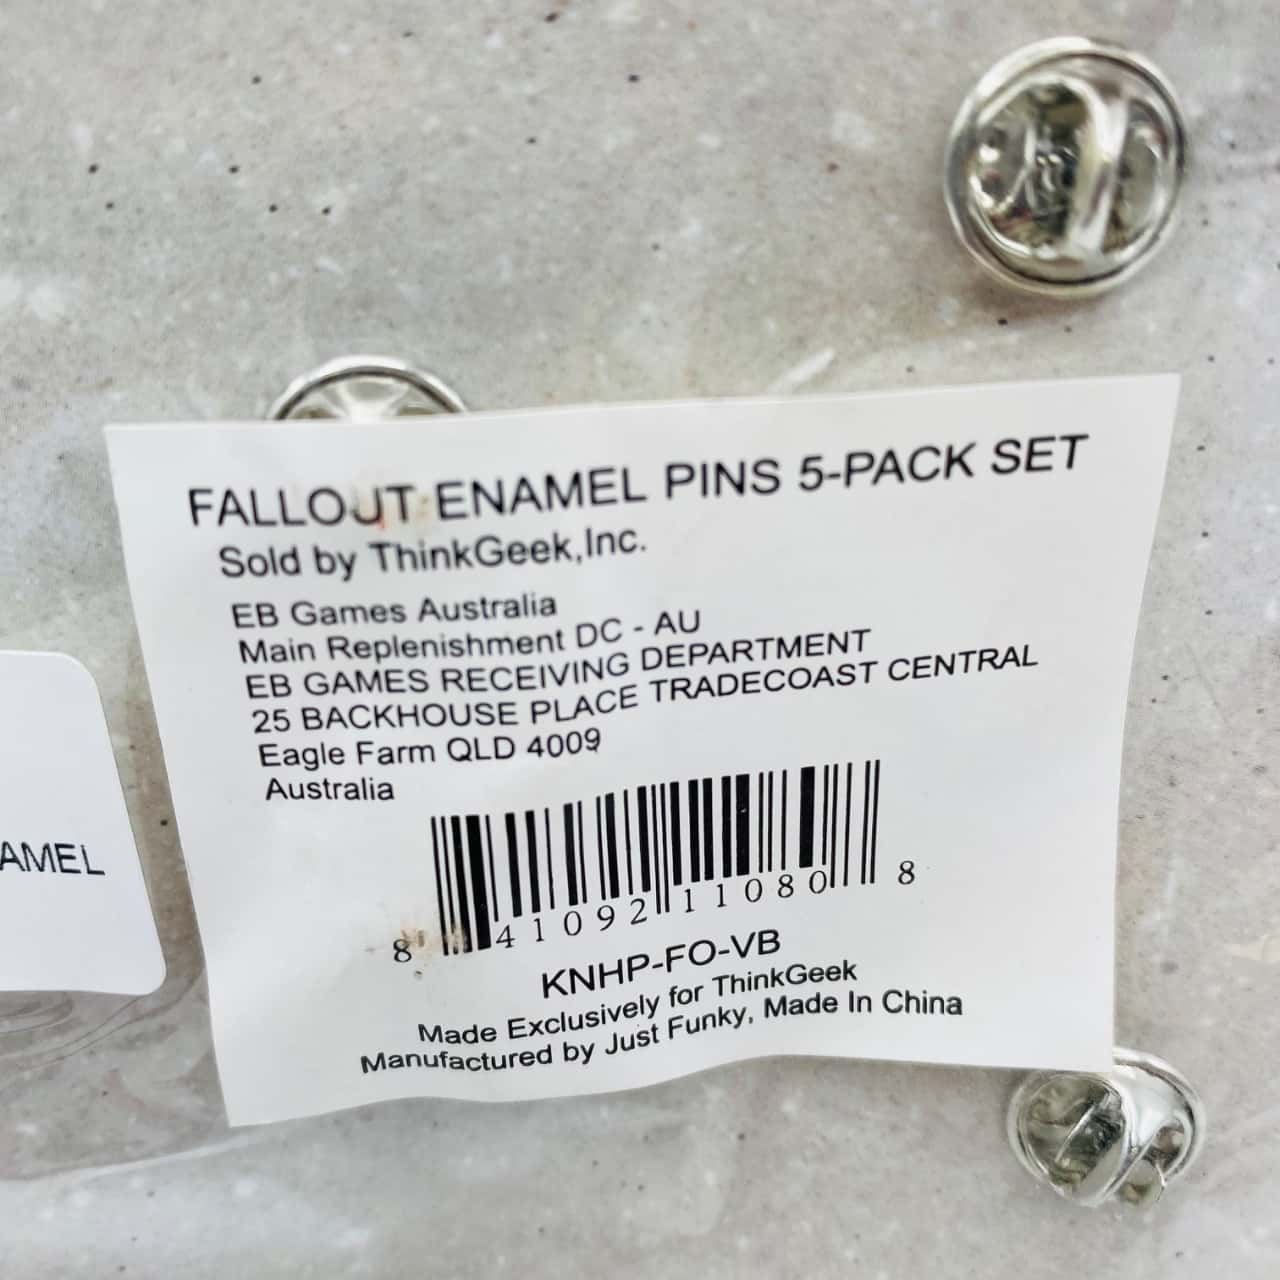 FALLOUT ENAMEL PINS 5-PACK SET
Sold by ThinkGeek,Inc.
EB Games Australia
Main Replenishment DC - AU
EB GAMES RECEIVING DEPARTMENT
25 BACKHOUSE PLACE TRADECOAST CENTRAL
Eagle Farm QLD 4009
Australia
AMEL
8 41092 11080 8
KNHP-FO-VB
Made Exclusively for ThinkGeek
Manufactured by Just Funky, Made In China